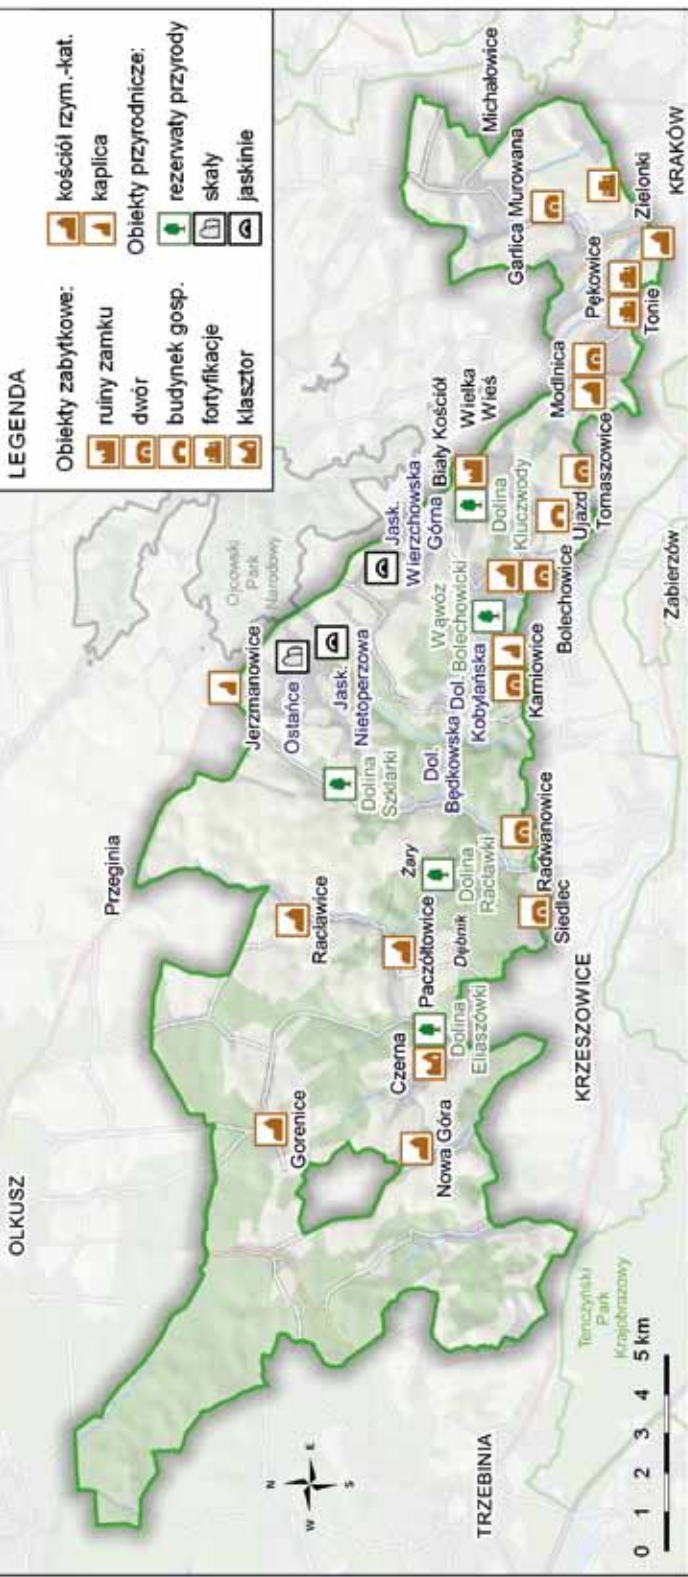 LEGENDA
Obiekty zabytkowe:
ruiny zamku
dwór
budynek gosp.
fortyfikacje
klasztor
kościół rzym.-kat.
kaplica
Obiekty przyrodnicze:
rezerwaty przyrody
skały
jaskinie
OLKUSZ
Przeginia
Jerzmanowice
Ojcowski
Park
Narodowy
Ostańce
Jask.
Nietoperzowa
Jask.
Wierzchowska
Górna
Biały Kościół
Wielka
Wieś
Dolina
Kluczwody
Michałowice
Garlica Murowana
Zielonki
KRAKÓW
Pękowice
Tonie
Modlnica
Tomaszowice
Ujazd
Bolechowice
Wąwóz
Bolechowicki
Dol.
Kobylańska
Karniowice
Dol.
Będkowska
Dolina
Szklarki
Zabierzów
Racławice
Gorenice
Żary
Dolina
Racławki
Paczółtowice
Dębnik
Radwanowice
Siedlec
Czerna
Dolina
Eliaszówki
Nowa Góra
KRZESZOWICE
Tenczyński
Park
Krajobrazowy
TRZEBINIA
N
W
E
S
0 1 2 3 4 5 km